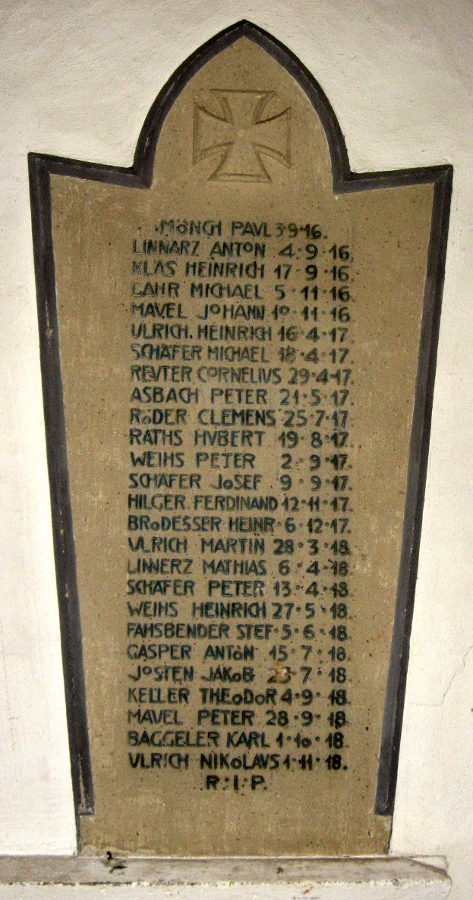 MÖNCH PAVL 3·9·16.
LINNARZ ANTON 4·9·16
KLÄS HEINRICH 17·9·16
LAHR MICHAEL 5·11·16
MAVEL JOHANN 10·11·16
VLRICH·HEINRICH 16·4·17
SCHÄFER MICHAEL 18·4·17
REVTER CORNELIVS 29·4·17
ASBACH PETER 21·5·17
RÖDER CLEMENS 25·7·17
RATHS HVBERT 19·8·17
WEIHS PETER 2·9·17
SCHÄFER JOSEF 9·9·17
HILGER FERDINAND 12·11·17
BRODESSER HEINR·6·12·17
VLRICH MARTIN 28·3·18
LINNERZ MATHIAS 6·4·18
SCHÄFER PETER 13·4·18
WEIHS HEINRICH 27·5·18
FAHSBENDER STEF·5·6·18
GASPER ANTON 15·7·18
JOSTEN JAKOB 23·7·18
KELLER THEODOR 4·9·18
MAVEL PETER 28·9·18
BAGGELER KARL 1·10·18
VLRICH NIKOLAVS 1·11·18
R·I·P·